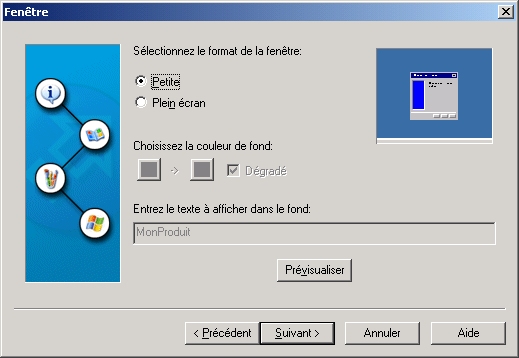 Fenêtre
Sélectionnez le format de la fenêtre:
Petite
Plein écran
Choisissez la couleur de fond:
-> Dégradé
Entrez le texte à afficher dans le fond:
MonProduit
Prévisualiser
< Précédent Suivant > Annuler Aide